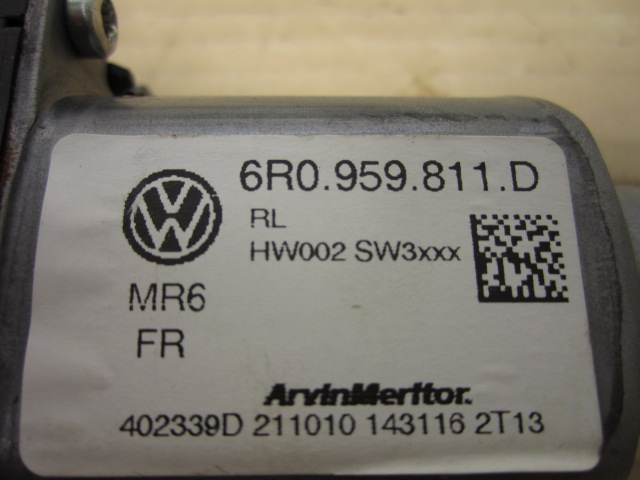 6R0.959.811.D
RL
HW002 SW3xxx
MR6
FR
ArvinMeritor.
402339D 211010 143116 2T13